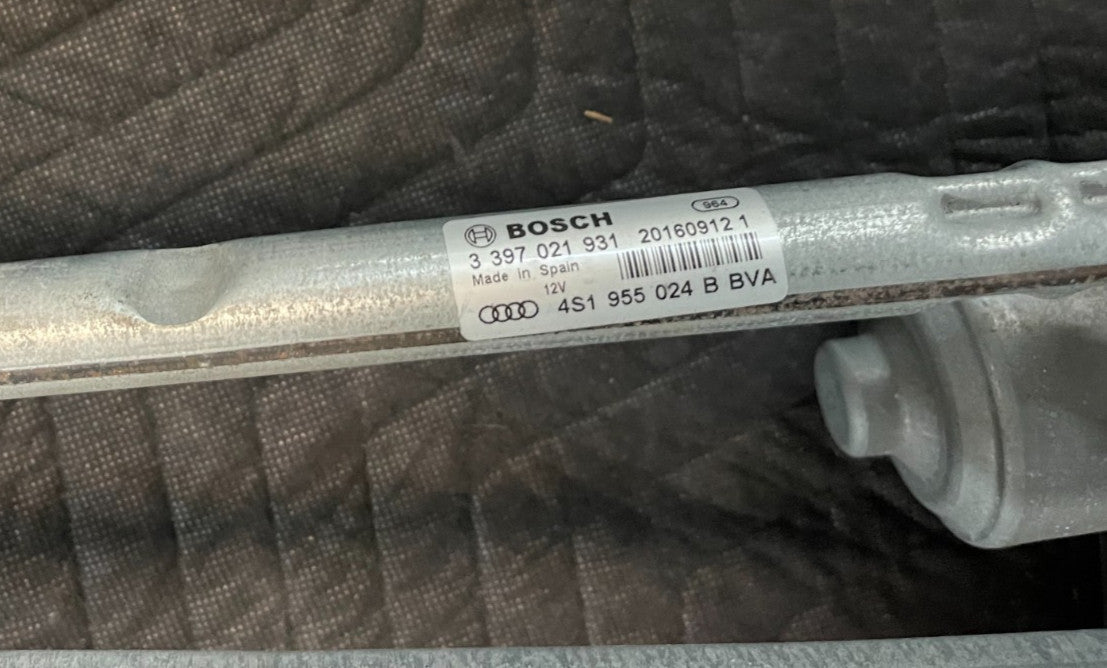 BOSCH 964
3 397 021 931 20160912 1
Made in Spain
12V
4S1 955 024 B BVA